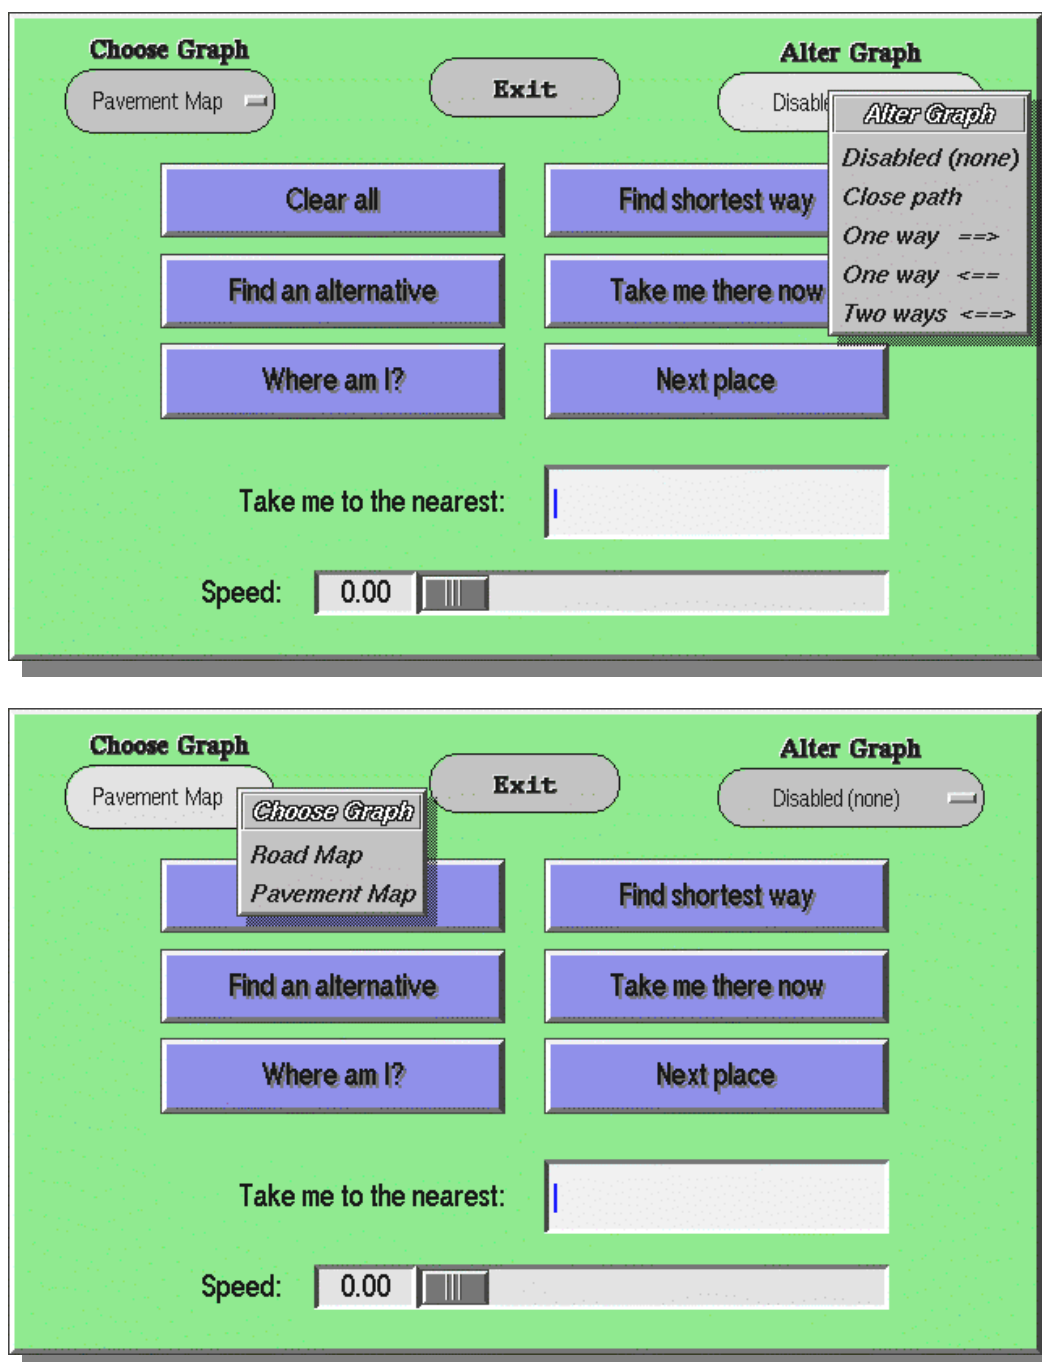 Choose Graph
Alter Graph
Pavement Map
Exit
Alter Graph
Disabled (none)
Close path
One way ==>
One way <==
Two ways <==>
Clear all
Find shortest way
Find an alternative
Take me there now
Where am I?
Next place
Take me to the nearest:
Speed: 0.00
Choose Graph
Alter Graph
Pavement Map
Exit
Disabled (none)
Choose Graph
Road Map
Pavement Map
Find shortest way
Find an alternative
Take me there now
Where am I?
Next place
Take me to the nearest:
Speed: 0.00